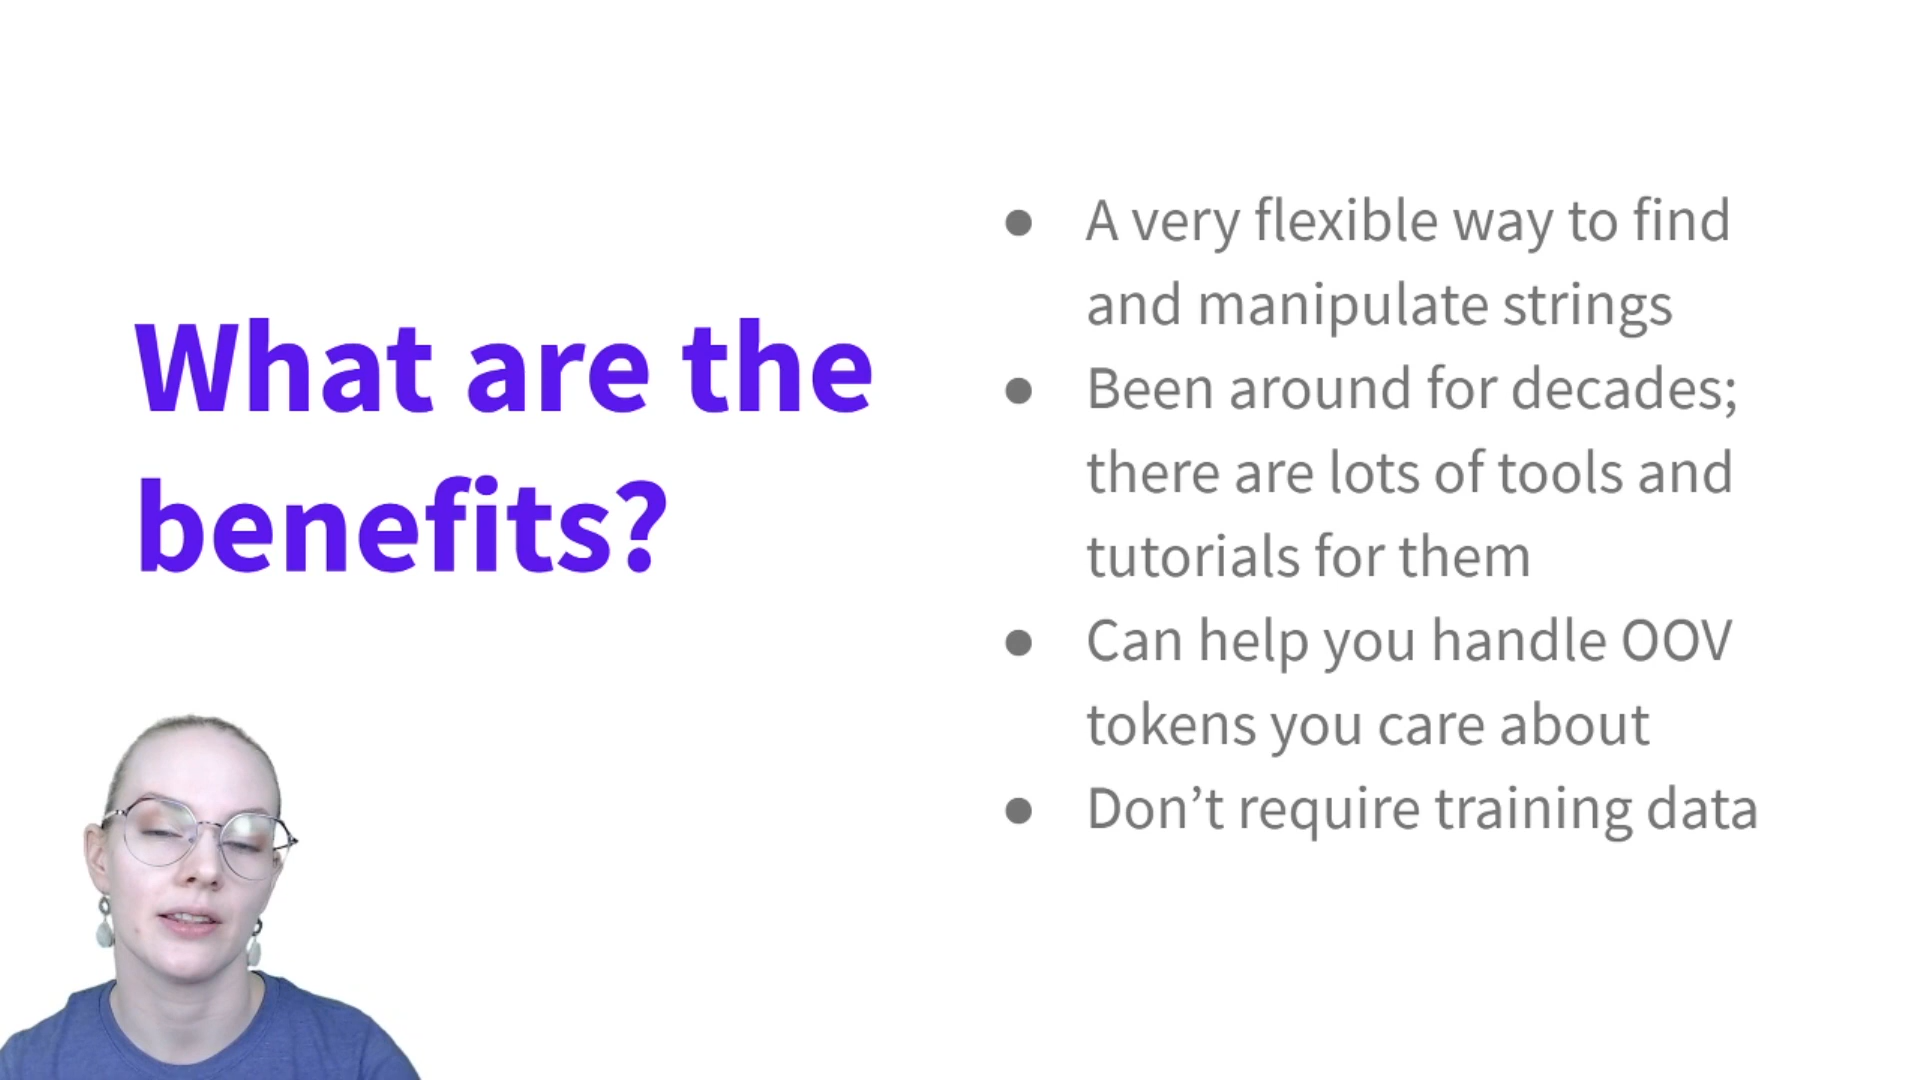 What are the
benefits?
● A very flexible way to find
and manipulate strings
● Been around for decades;
there are lots of tools and
tutorials for them
● Can help you handle OOV
tokens you care about
● Don’t require training data